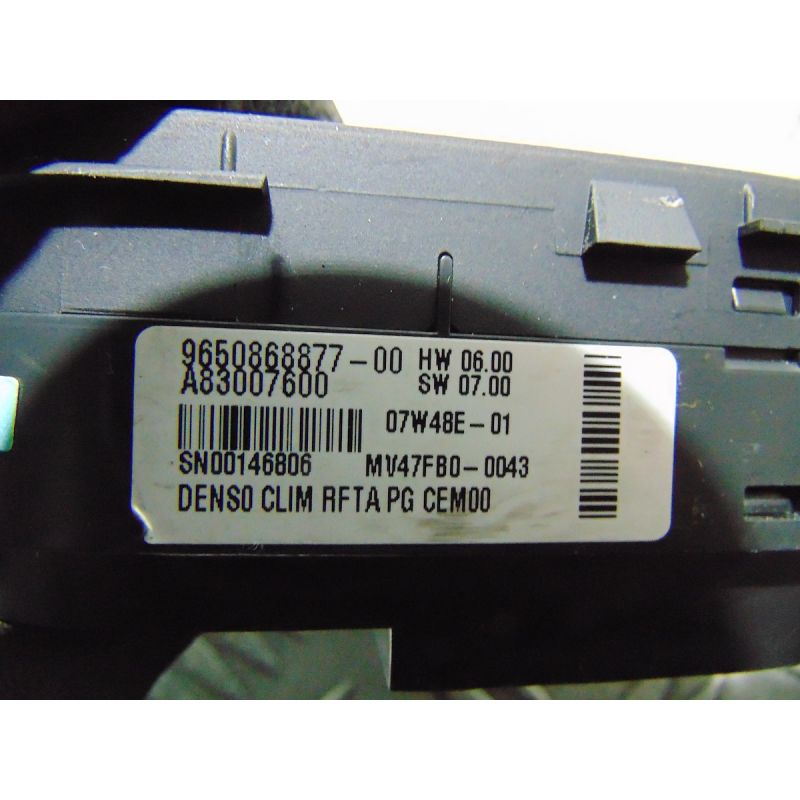 9650868877-00 HW 06.00
A83007600 SW 07.00
07W48E-01
SN00146806 MV47FB0-0043
DENSO CLIM RFTA PG CEM00